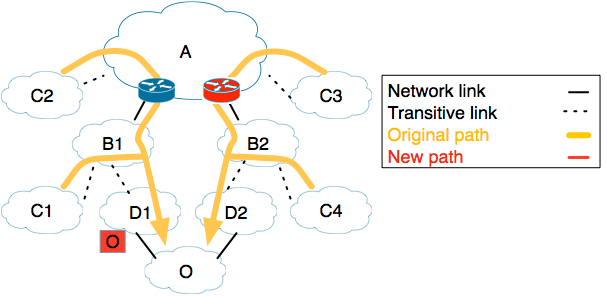 A
C2
C3
Network link
Transitive link
Original path
New path
B1
B2
C1
D1
D2
C4
O
O